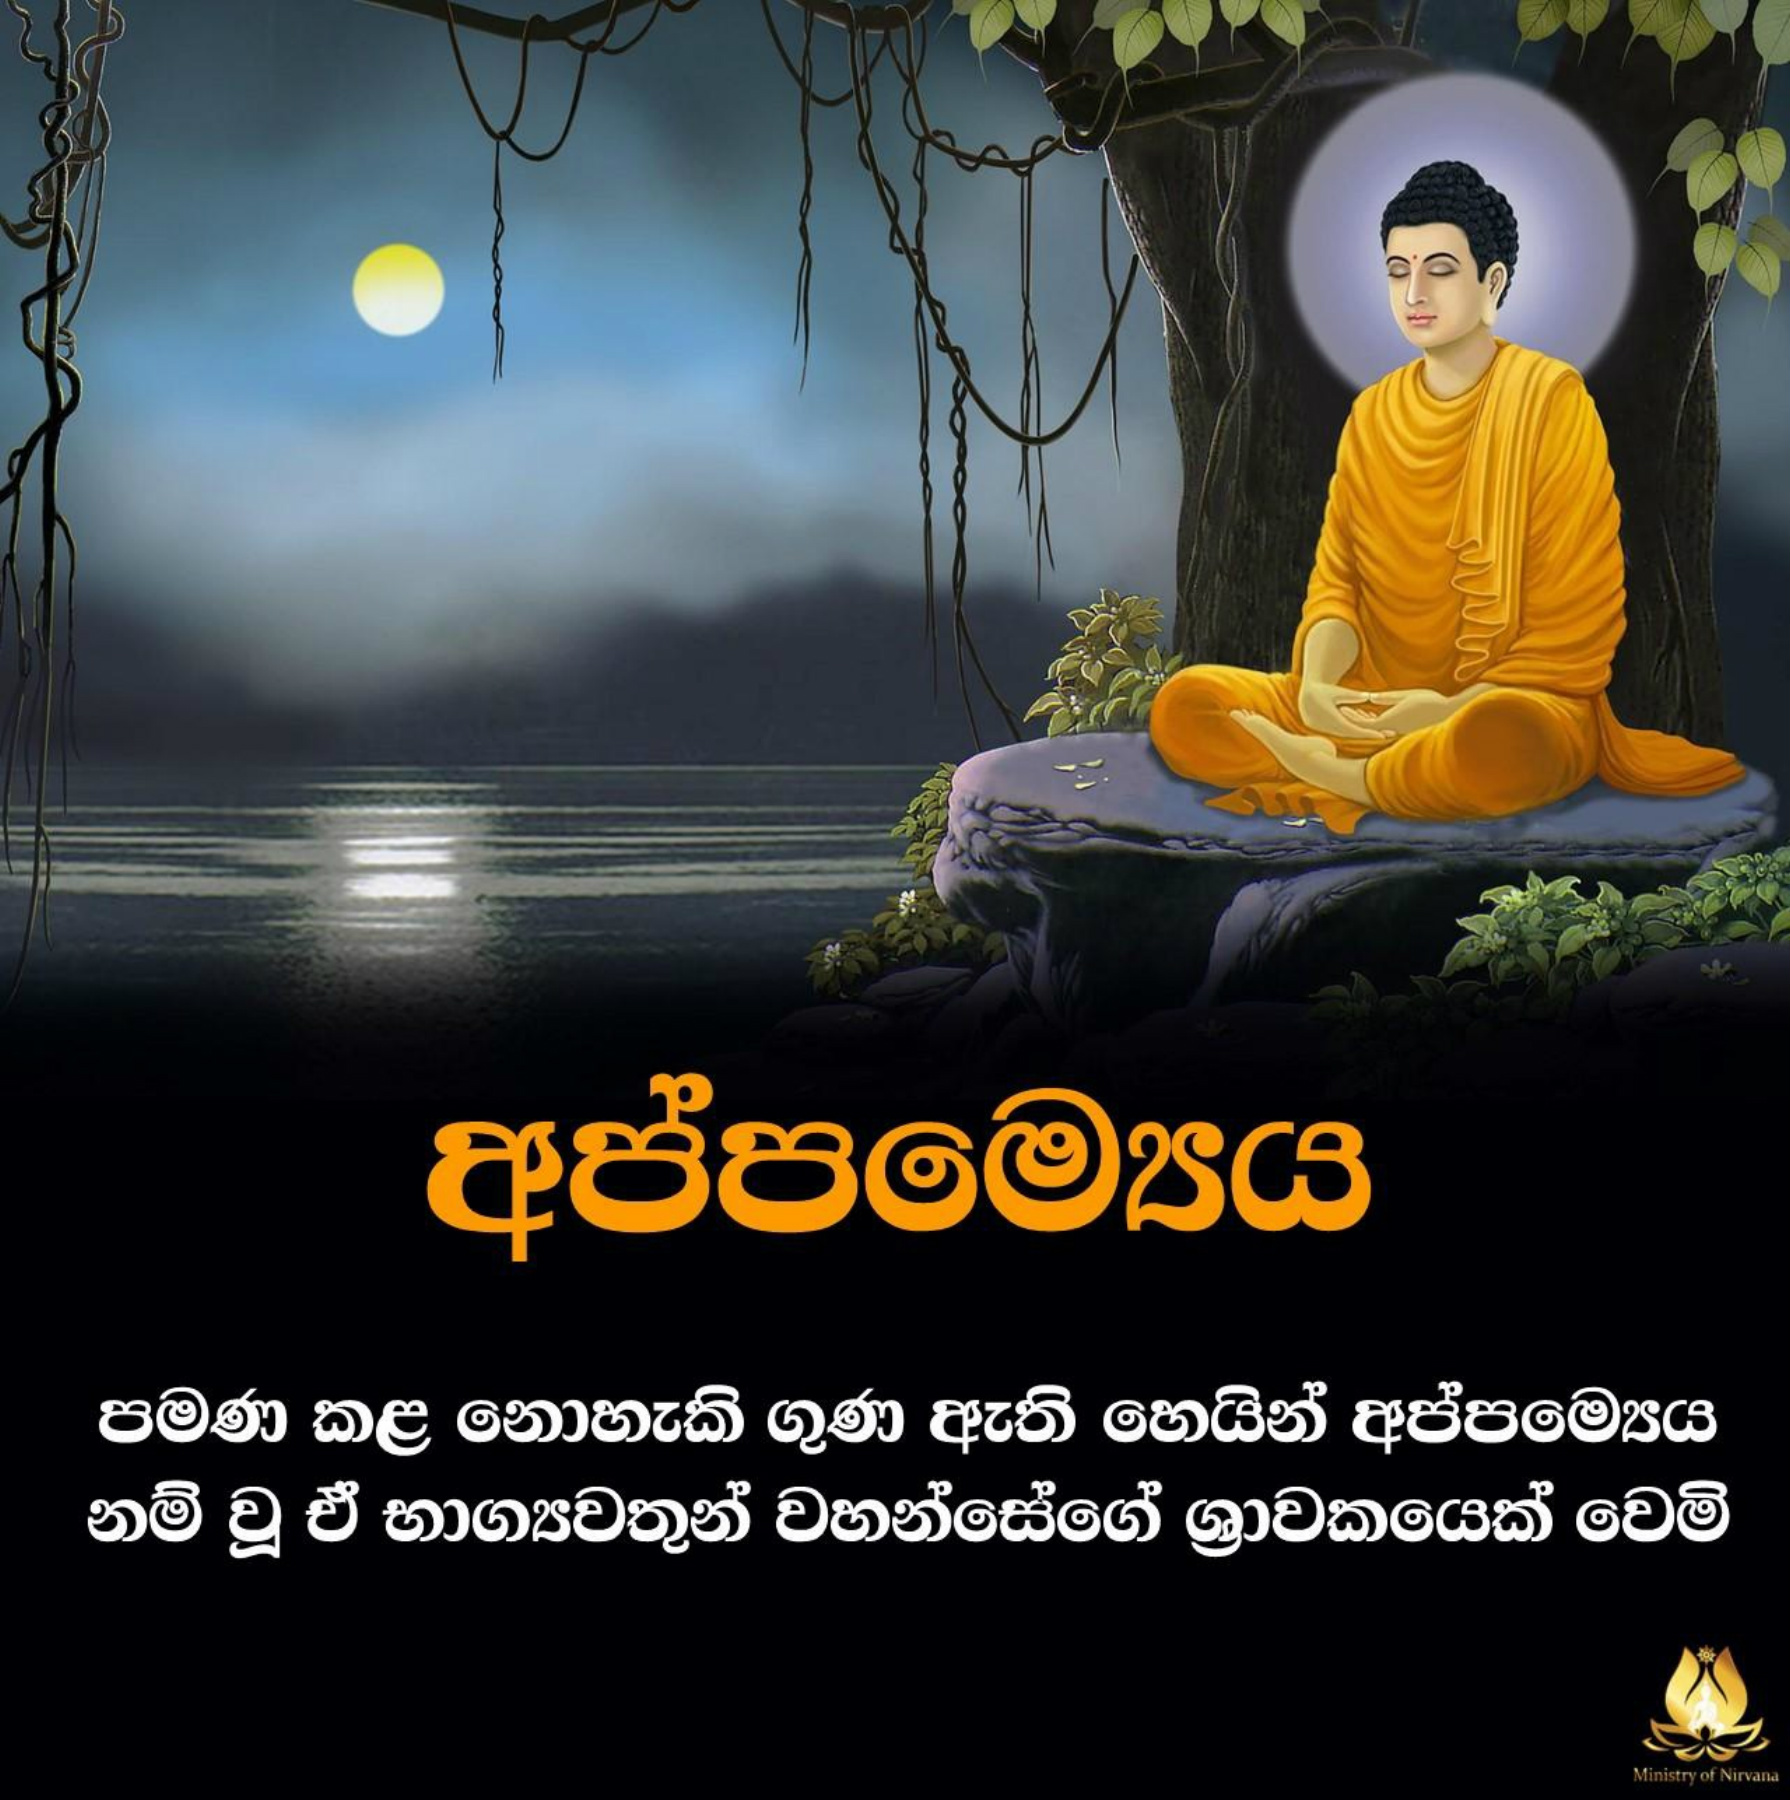 අප්පම්‍යෙය
පමණ කළ නොහැකි ගුණ ඇති හෙයින් අප්පම්‍යෙය
නම් වූ ඒ භාග්‍යවතුන් වහන්සේගේ ශ්‍රාවකයෙක් වෙමි
Ministry of Nirvana